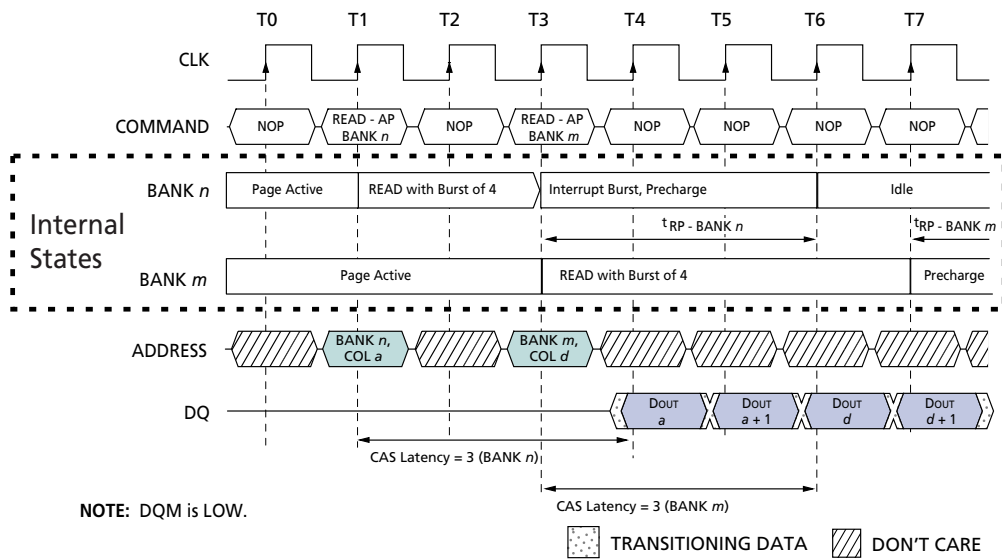 T0 T1 T2 T3 T4 T5 T6 T7
CLK
COMMAND NOP READ - AP BANK n NOP READ - AP BANK m NOP NOP NOP NOP
Internal States
BANK n Page Active READ with Burst of 4 Interrupt Burst, Precharge Idle
tRP - BANK n tRP - BANK m
BANK m Page Active READ with Burst of 4 Precharge
ADDRESS BANK n, COL a BANK m, COL d
DQ DOUT a DOUT a + 1 DOUT d DOUT d + 1
CAS Latency = 3 (BANK n)
CAS Latency = 3 (BANK m)
NOTE: DQM is LOW.
TRANSITIONING DATA DON'T CARE